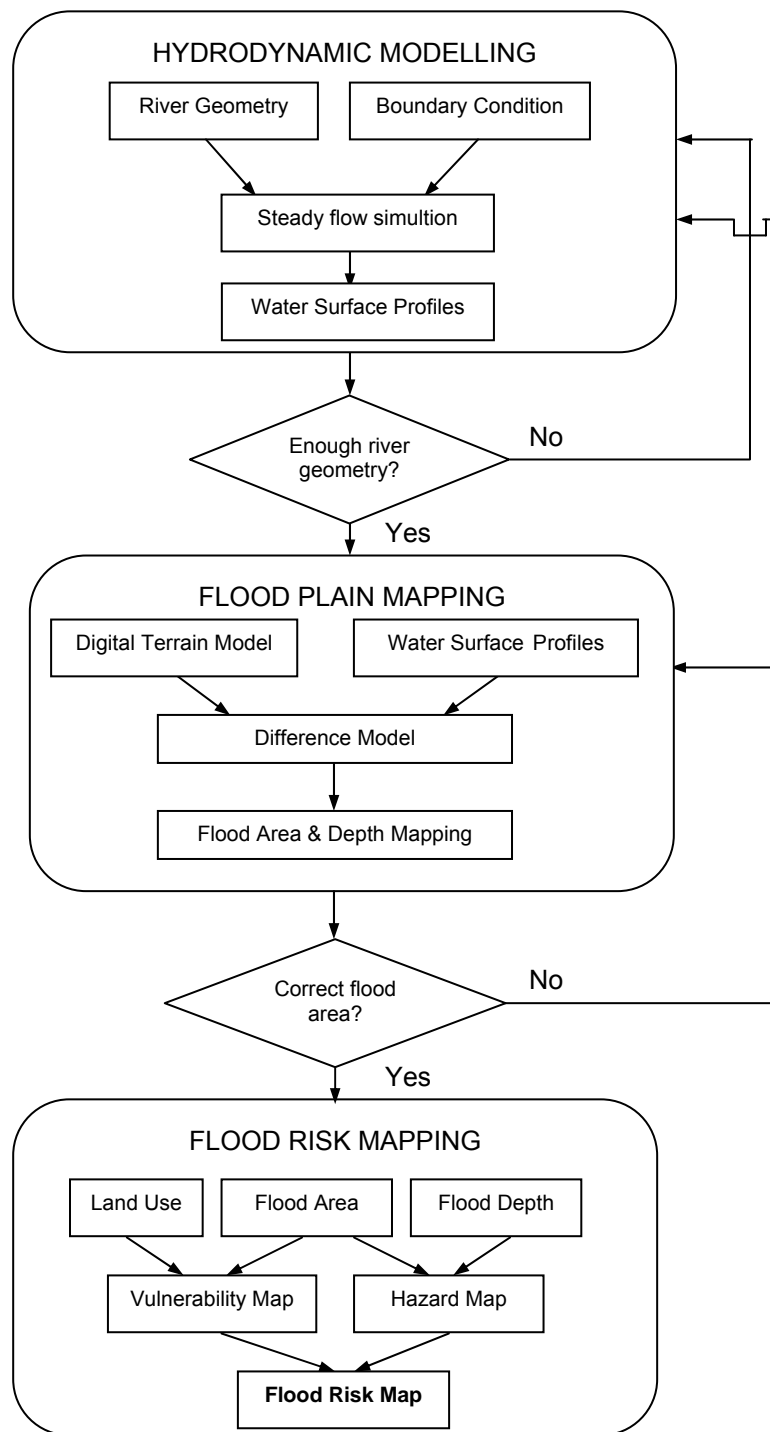 HYDRODYNAMIC MODELLING
River Geometry
Boundary Condition
Steady flow simultion
Water Surface Profiles
Enough river
geometry?
No
Yes
FLOOD PLAIN MAPPING
Digital Terrain Model
Water Surface Profiles
Difference Model
Flood Area & Depth Mapping
Correct flood
area?
No
Yes
FLOOD RISK MAPPING
Land Use
Flood Area
Flood Depth
Vulnerability Map
Hazard Map
Flood Risk Map